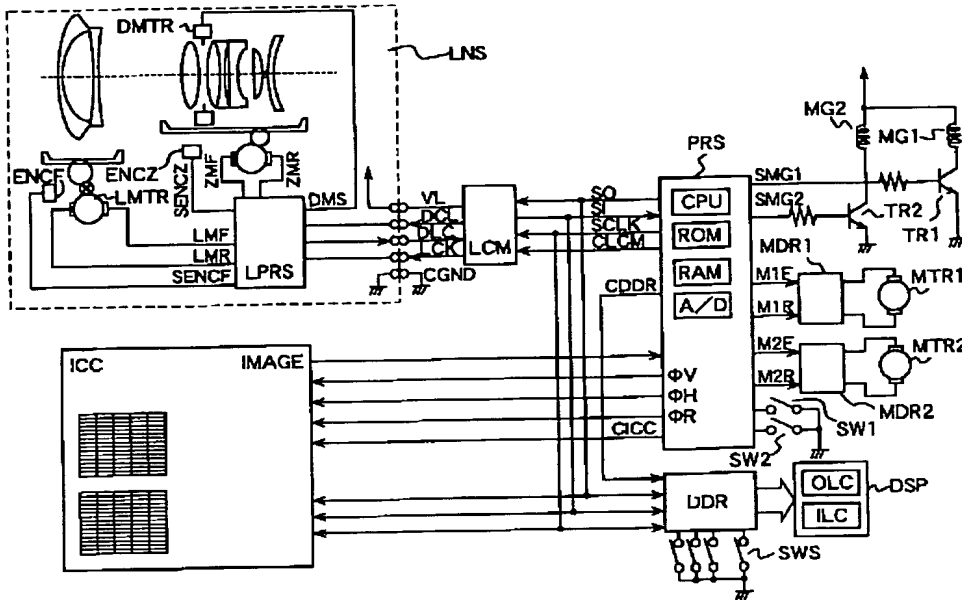 DMTR
LNS
MG2
MG1
PRS
ENCF
ENCZ
LMTR
SENCZ
ZMF
ZMR
DMS
VL
DCL
DLC
LCK
CGND
LCM
SO
SI
SCLK
CLCM
CPU
ROM
RAM
A/D
SMG1
SMG2
TR2
TR1
LMF
LMR
SENCF
LPRS
CDDR
MDR1
M1F
M1R
MTR1
M2F
M2R
MTR2
MDR2
ICC
IMAGE
ΦV
ΦH
ΦR
CICC
SW1
SW2
DDR
OLC
ILC
DSP
SWS